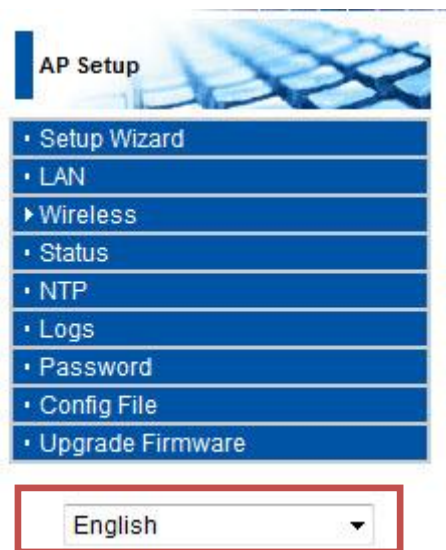 AP Setup
Setup Wizard
LAN
Wireless
Status
NTP
Logs
Password
Config File
Upgrade Firmware
English